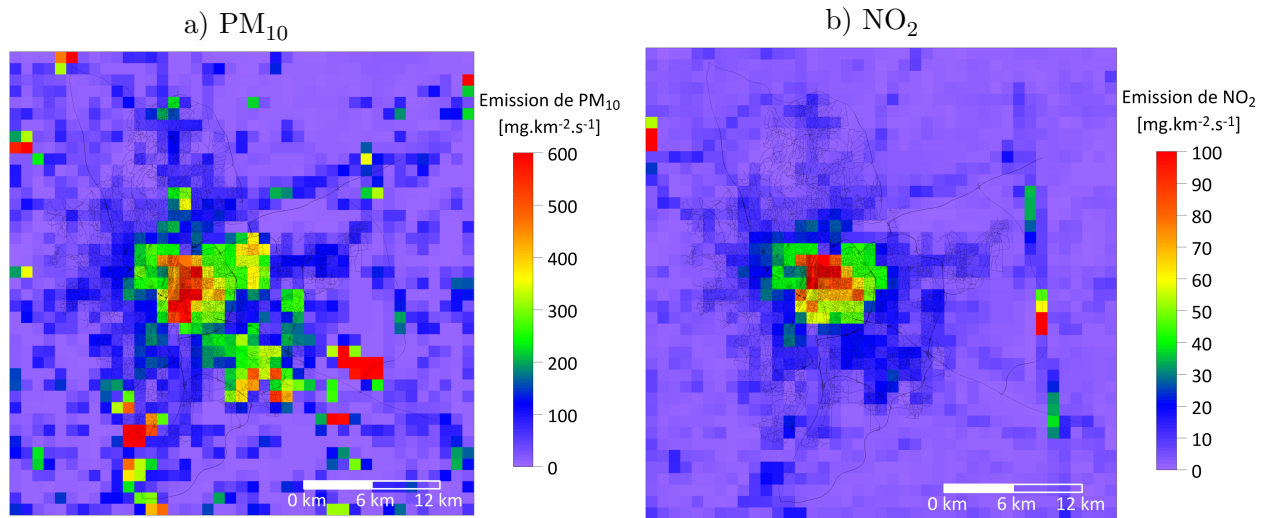 a) PM₁₀
b) NO₂
Emission de PM₁₀
[mg.km⁻².s⁻¹]
600
500
400
300
200
100
0
0 km 6 km 12 km
Emission de NO₂
[mg.km⁻².s⁻¹]
100
90
80
70
60
50
40
30
20
10
0
0 km 6 km 12 km